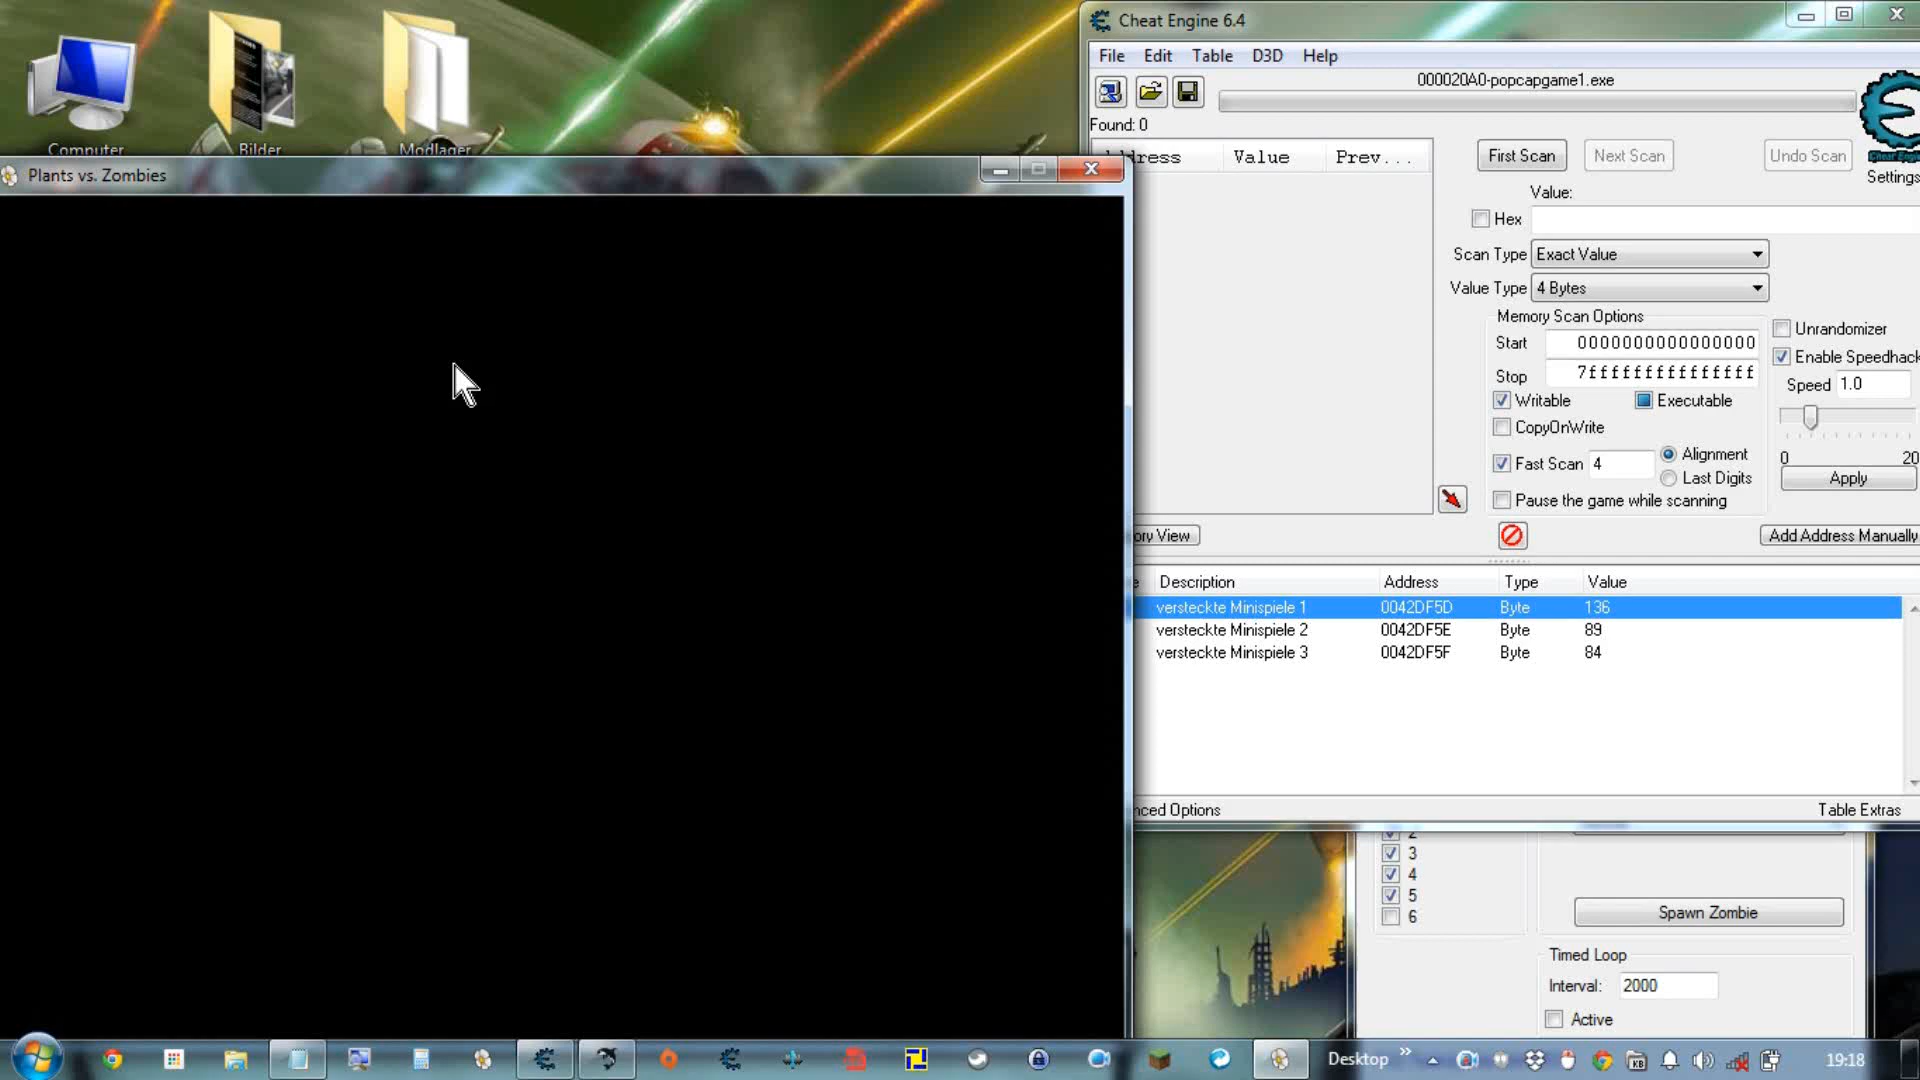 Cheat Engine 6.4
File Edit Table D3D Help
000020A0-popcapgame1.exe
Found: 0
Value Prev...
First Scan Next Scan Undo Scan
Settings
Value:
Hex
Scan Type Exact Value
Value Type 4 Bytes
Memory Scan Options
Start 0000000000000000
Stop 7fffffffffffffff
Writable Executable
CopyOnWrite
Fast Scan 4 Alignment
Last Digits
Pause the game while scanning
Unrandomizer
Enable Speedhack
Speed 1.0
0 20
Apply
Add Address Manually
Description Address Type Value
versteckte Minispiele 1 0042DF5D Byte 136
versteckte Minispiele 2 0042DF5E Byte 89
versteckte Minispiele 3 0042DF5F Byte 84
Table Extras
Computer Bilder Modlager
Plants vs. Zombies
View
Options
2
3
4
5
6
Spawn Zombie
Timed Loop
Interval: 2000
Active
Desktop
19:18